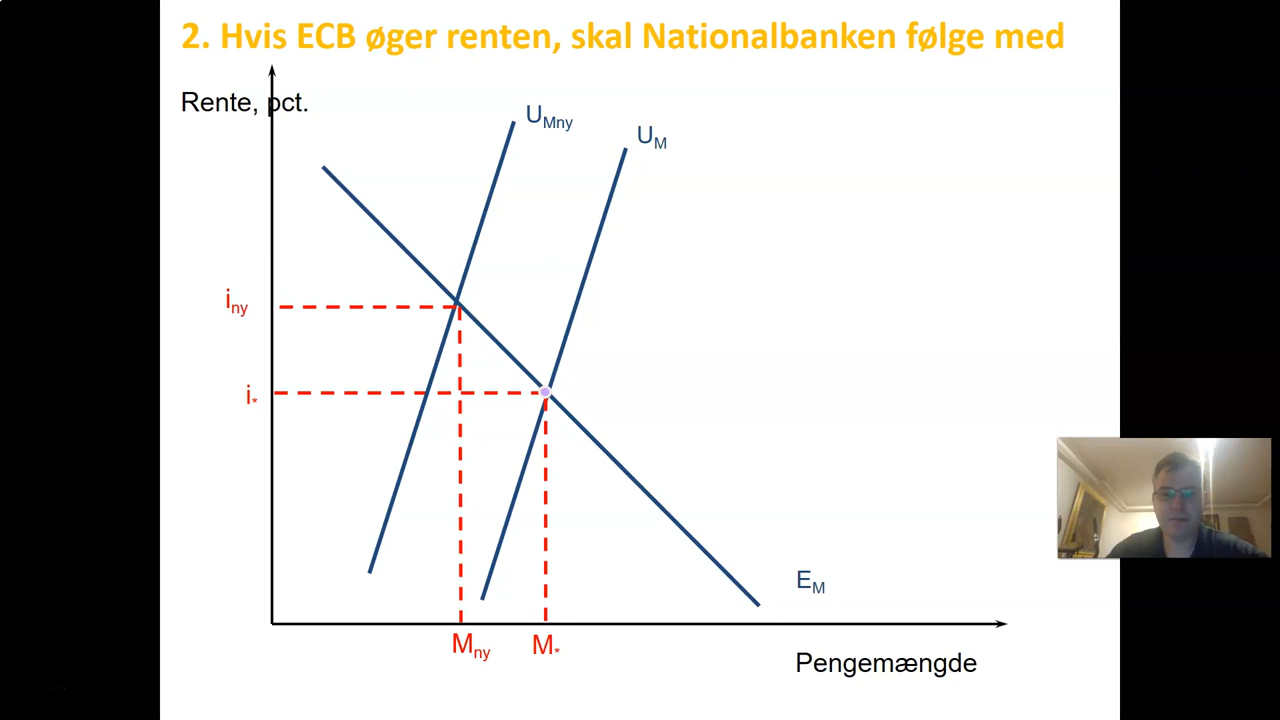 2. Hvis ECB øger renten, skal Nationalbanken følge med
Rente, pct.
UMny
UM
iny
i*
EM
Mny
M*
Pengemængde